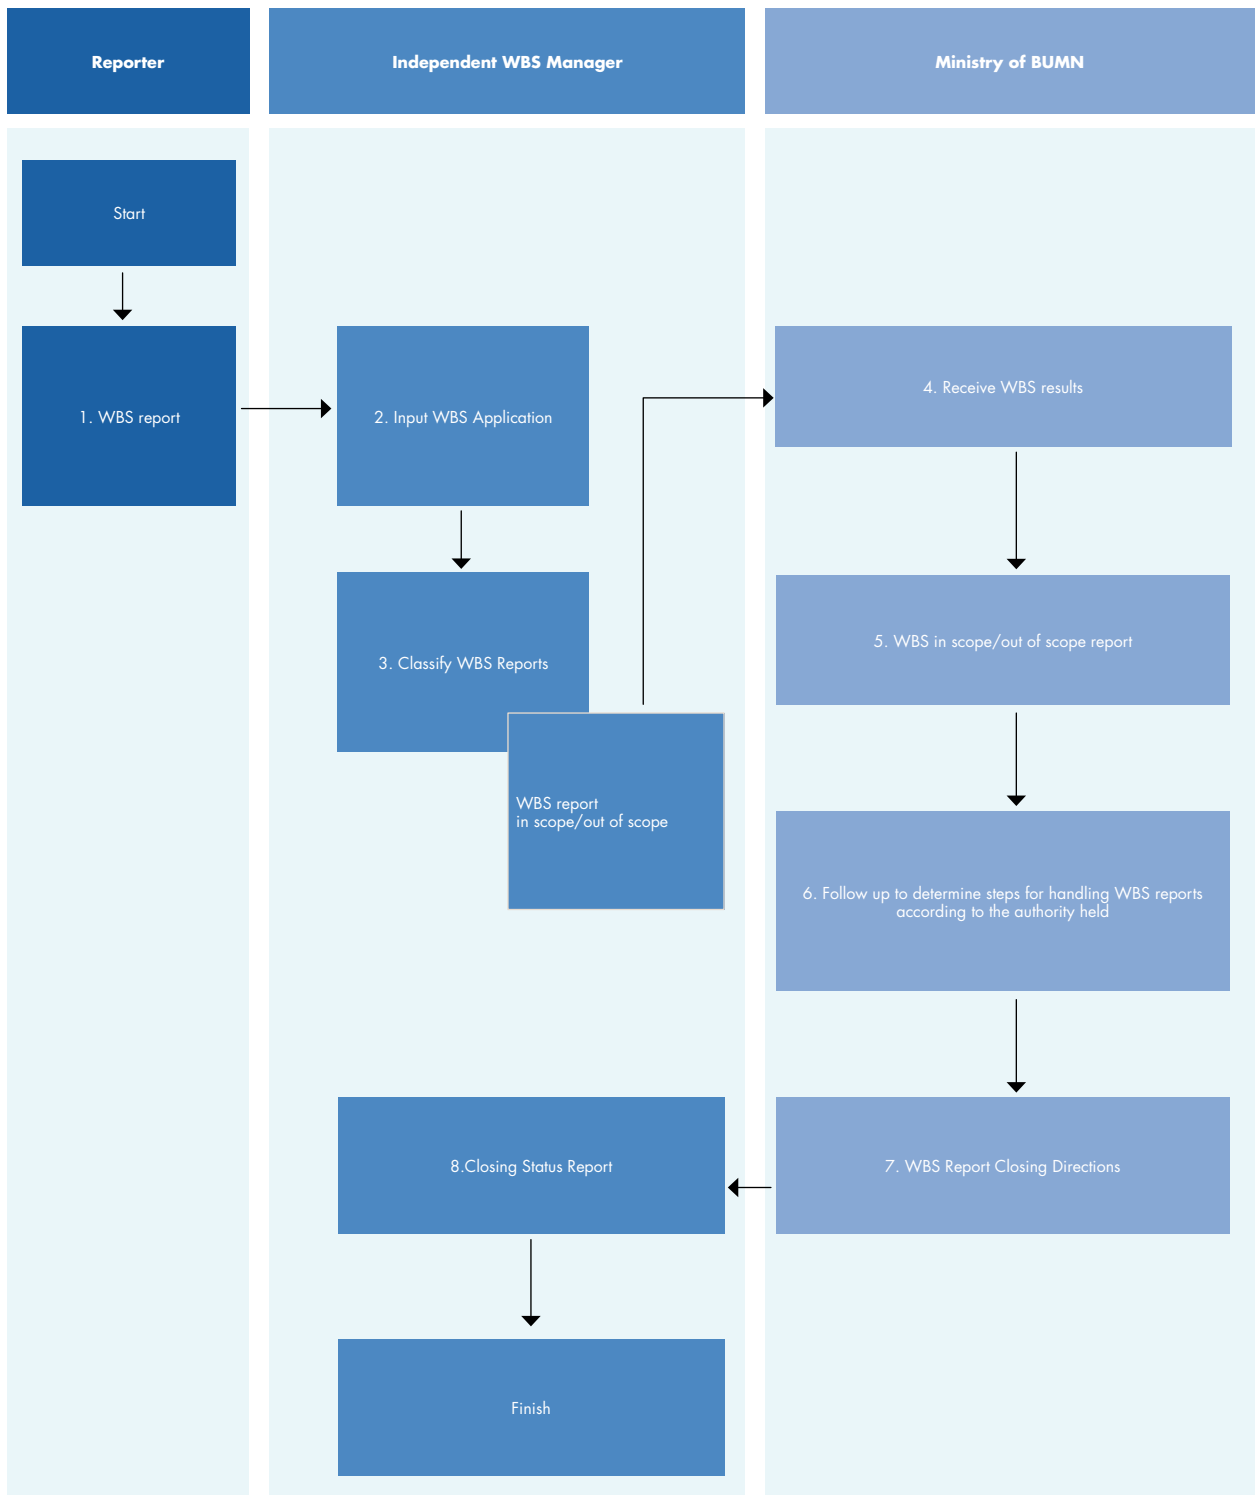 Reporter
Independent WBS Manager
Ministry of BUMN
Start
1. WBS report
2. Input WBS Application
3. Classify WBS Reports
WBS report
in scope/out of scope
4. Receive WBS results
5. WBS in scope/out of scope report
6. Follow up to determine steps for handling WBS reports
according to the authority held
7. WBS Report Closing Directions
8.Closing Status Report
Finish